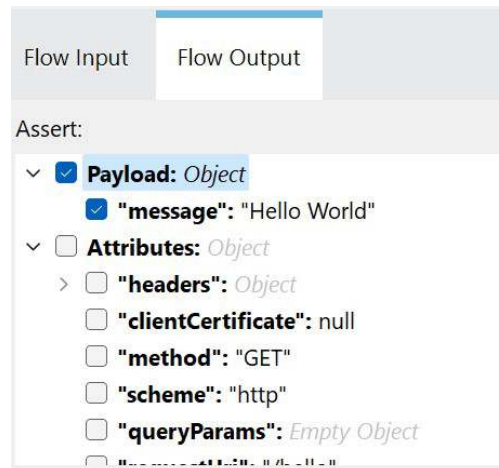 Flow Input Flow Output
Assert:
Payload: Object
"message": "Hello World"
Attributes: Object
"headers": Object
"clientCertificate": null
"method": "GET"
"scheme": "http"
"queryParams": Empty Object